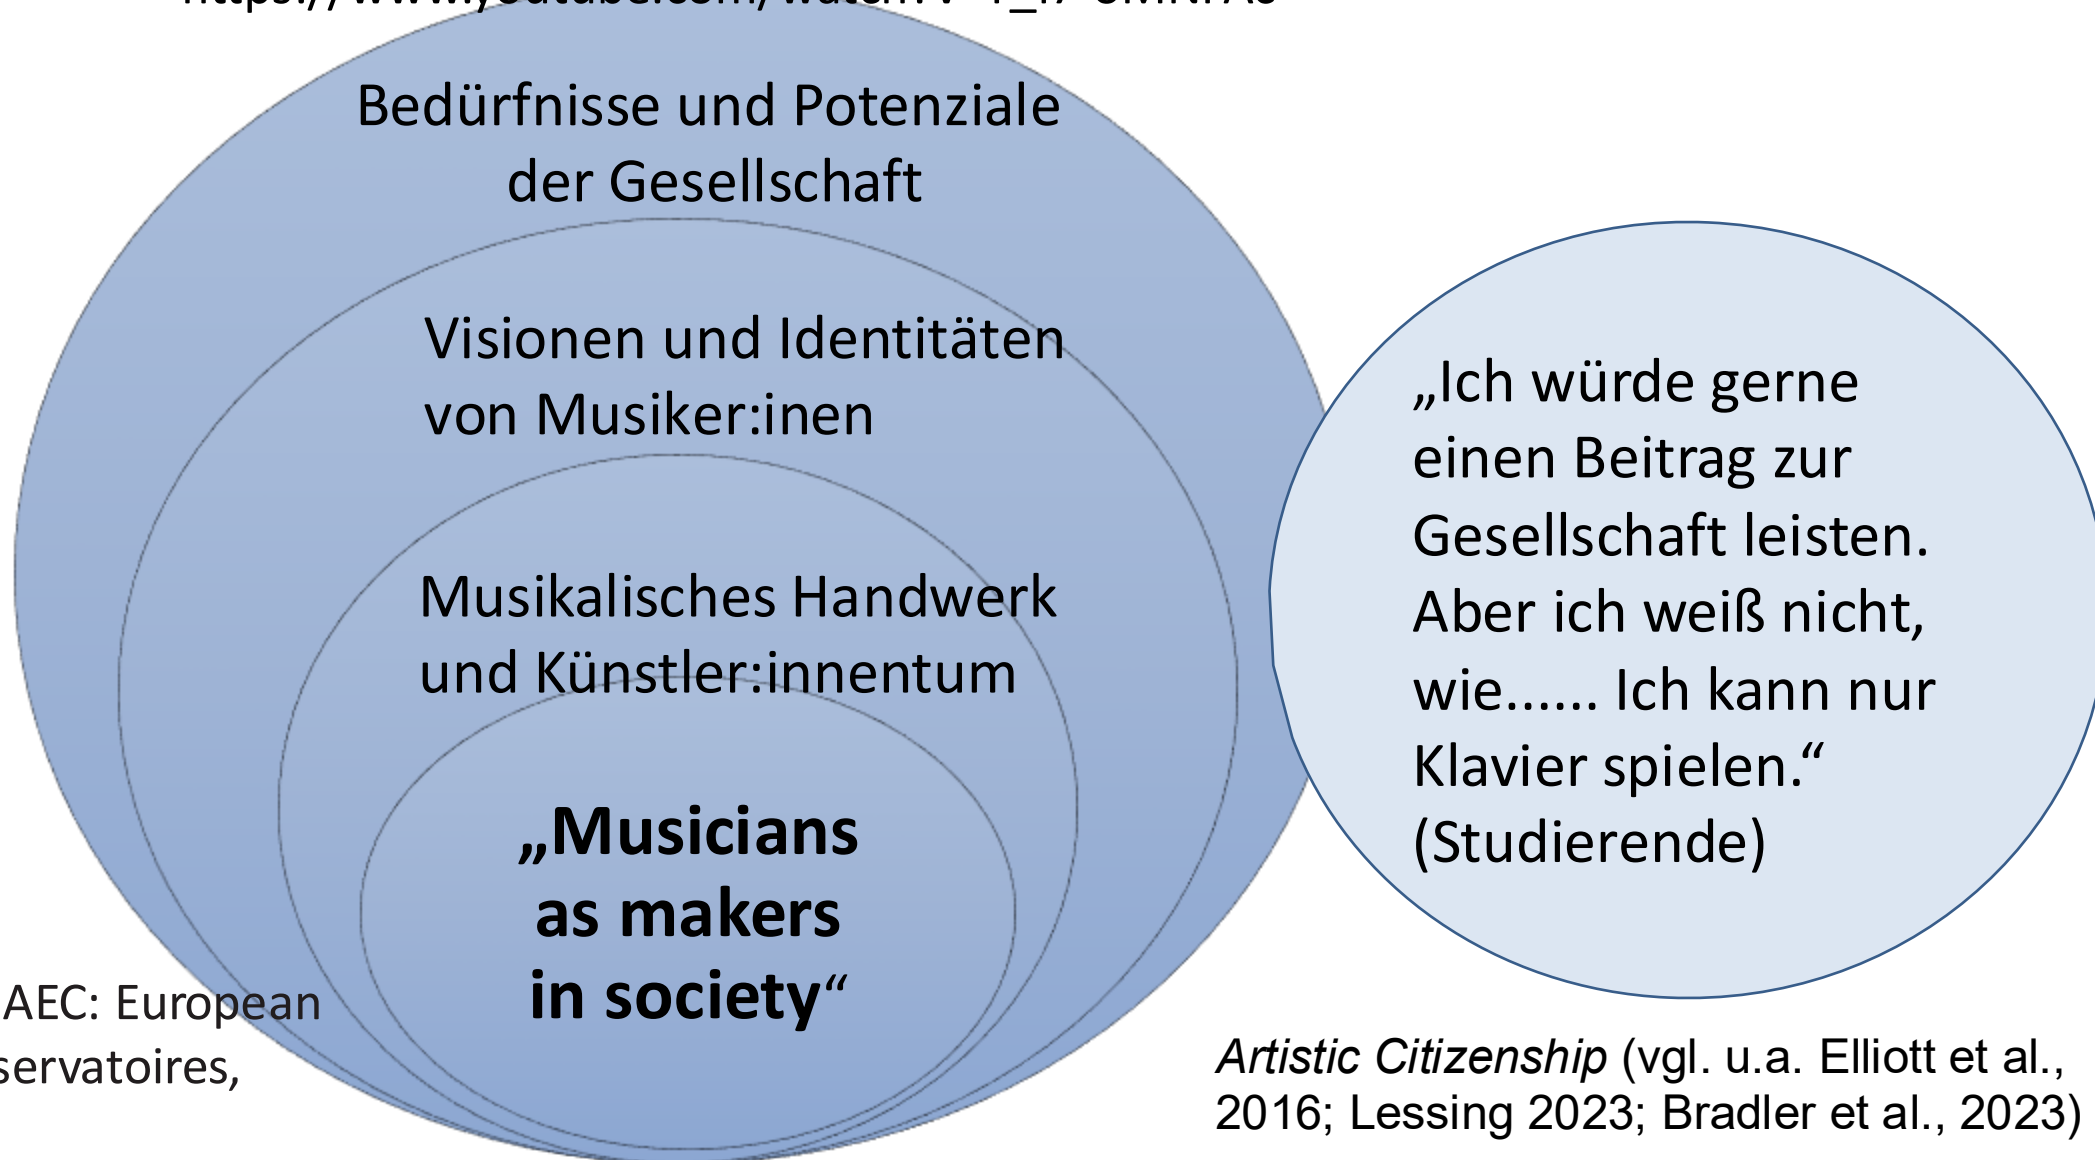 Bedürfnisse und Potenziale
der Gesellschaft
Visionen und Identitäten
von Musiker:inen
Musikalisches Handwerk
und Künstler:innentum
„Musicians
as makers
in society“
„Ich würde gerne
einen Beitrag zur
Gesellschaft leisten.
Aber ich weiß nicht,
wie...... Ich kann nur
Klavier spielen.“
(Studierende)
AEC: European
servatoires,
Artistic Citizenship (vgl. u.a. Elliott et al.,
2016; Lessing 2023; Bradler et al., 2023)